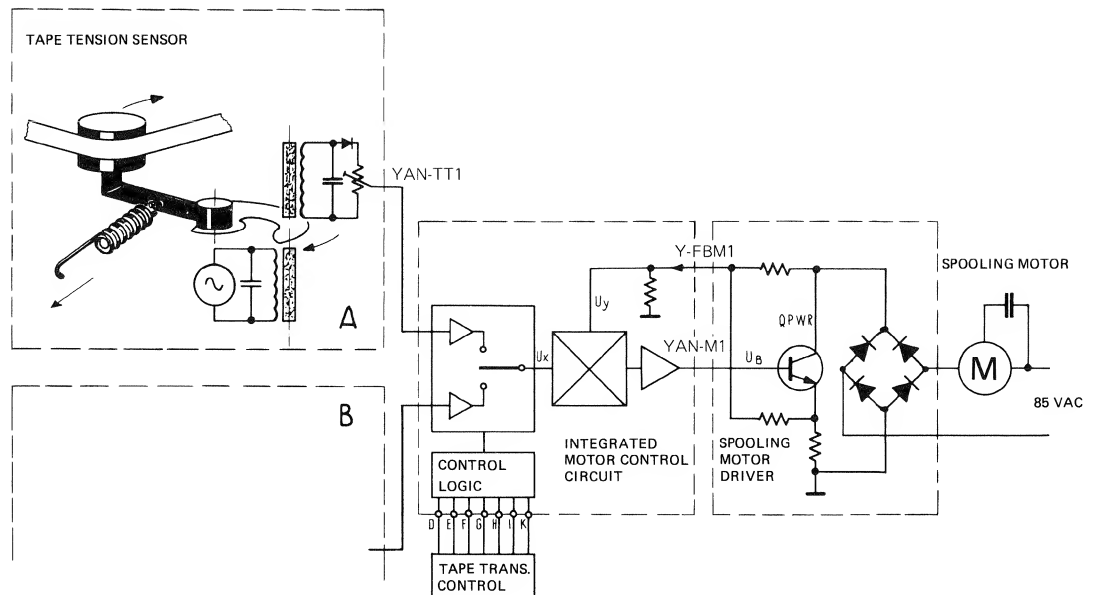 TAPE TENSION SENSOR
YAN-TT1
A
B
Y-FBM1
SPOOLING MOTOR
Uy
QPWR
Ux
YAN-M1
UB
M
85 VAC
INTEGRATED
MOTOR CONTROL
CIRCUIT
SPOOLING
MOTOR
DRIVER
CONTROL
LOGIC
D E F G H I K
TAPE TRANS.
CONTROL